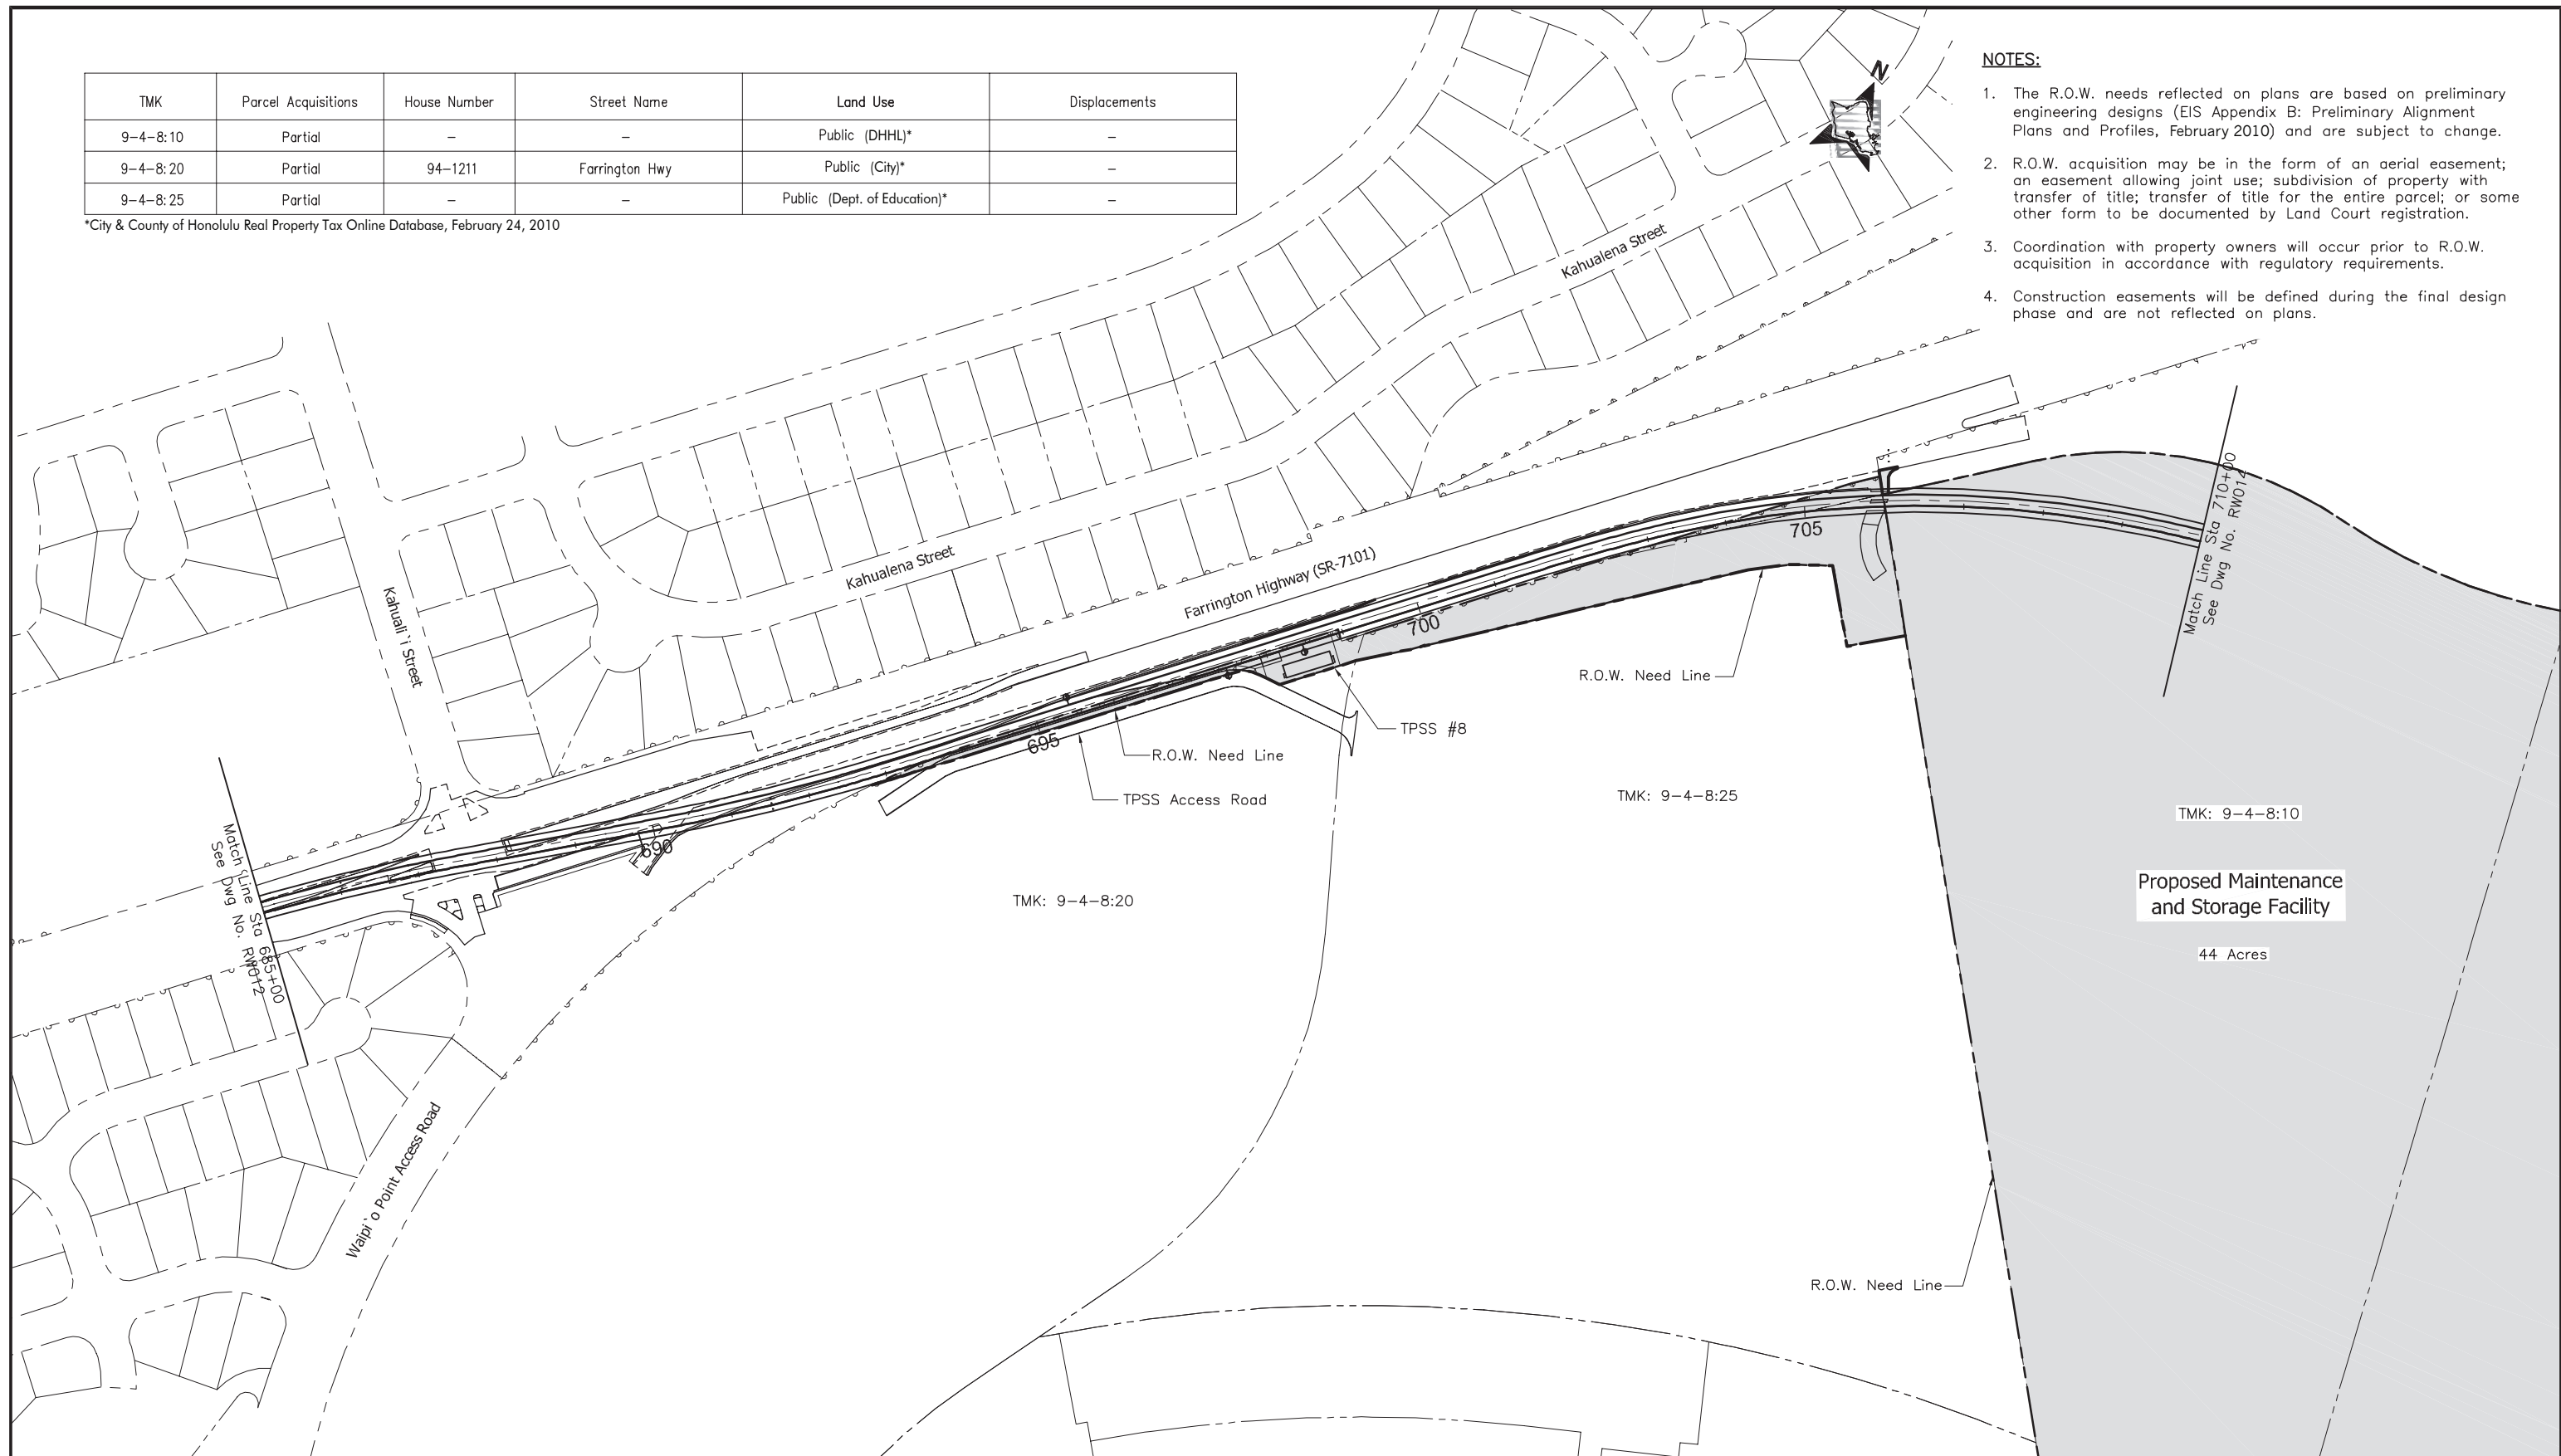 TMK Parcel Acquisitions House Number Street Name Land Use Displacements
9-4-8:10 Partial – – Public (DHHL)* –
9-4-8:20 Partial 94-1211 Farrington Hwy Public (City)* –
9-4-8:25 Partial – – Public (Dept. of Education)* –
*City & County of Honolulu Real Property Tax Online Database, February 24, 2010
N
NOTES:
1. The R.O.W. needs reflected on plans are based on preliminary
engineering designs (EIS Appendix B: Preliminary Alignment
Plans and Profiles, February 2010) and are subject to change.
2. R.O.W. acquisition may be in the form of an aerial easement;
an easement allowing joint use; subdivision of property with
transfer of title; transfer of title for the entire parcel; or some
other form to be documented by Land Court registration.
3. Coordination with property owners will occur prior to R.O.W.
acquisition in accordance with regulatory requirements.
4. Construction easements will be defined during the final design
phase and are not reflected on plans.
Kahualena Street
Kahualena Street
Kahuali`i Street
Farrington Highway (SR-7101)
705
700
695
690
Match Line Sta 710+00
See Dwg No. RW014
R.O.W. Need Line
TPSS #8
R.O.W. Need Line
TPSS Access Road
TMK: 9-4-8:25
TMK: 9-4-8:10
Match Line Sta 685+00
See Dwg No. RW012
TMK: 9-4-8:20
Proposed Maintenance
and Storage Facility
44 Acres
Waipi`o Point Access Road
R.O.W. Need Line